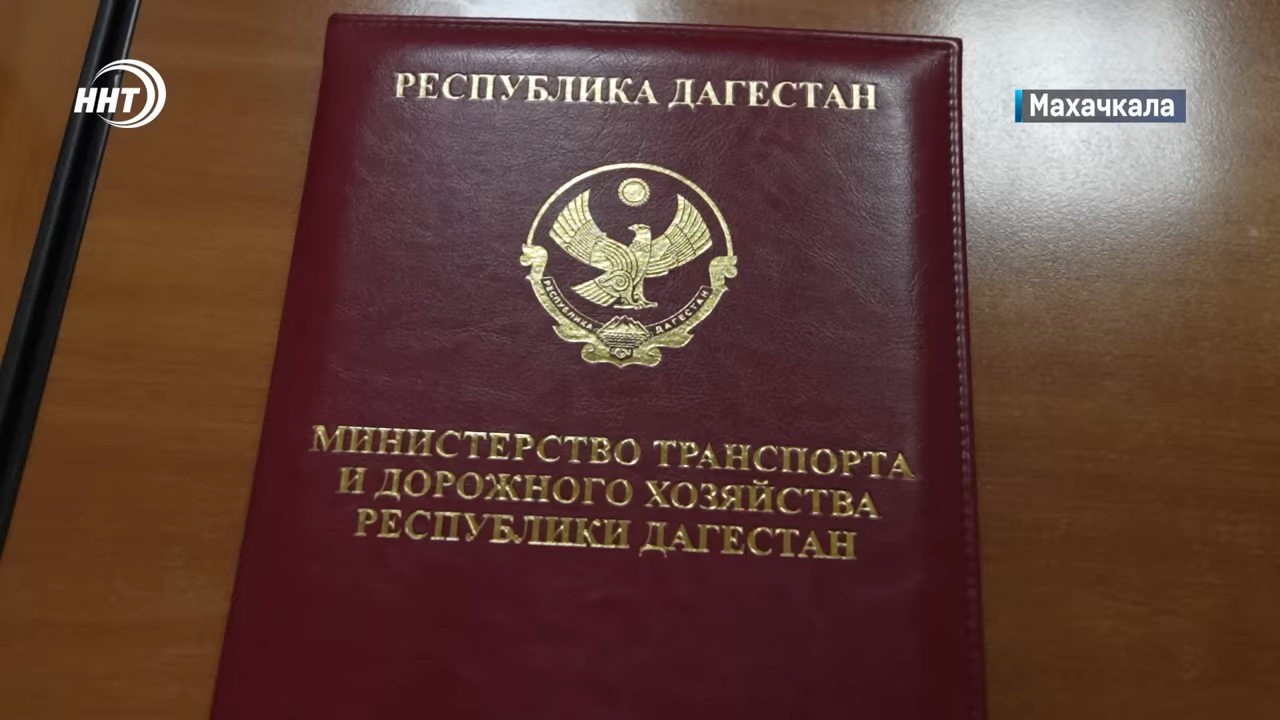 ННТ
Махачкала
РЕСПУБЛИКА ДАГЕСТАН
РЕСПУБЛИКА ДАГЕСТАН
МИНИСТЕРСТВО ТРАНСПОРТА
И ДОРОЖНОГО ХОЗЯЙСТВА
РЕСПУБЛИКИ ДАГЕСТАН